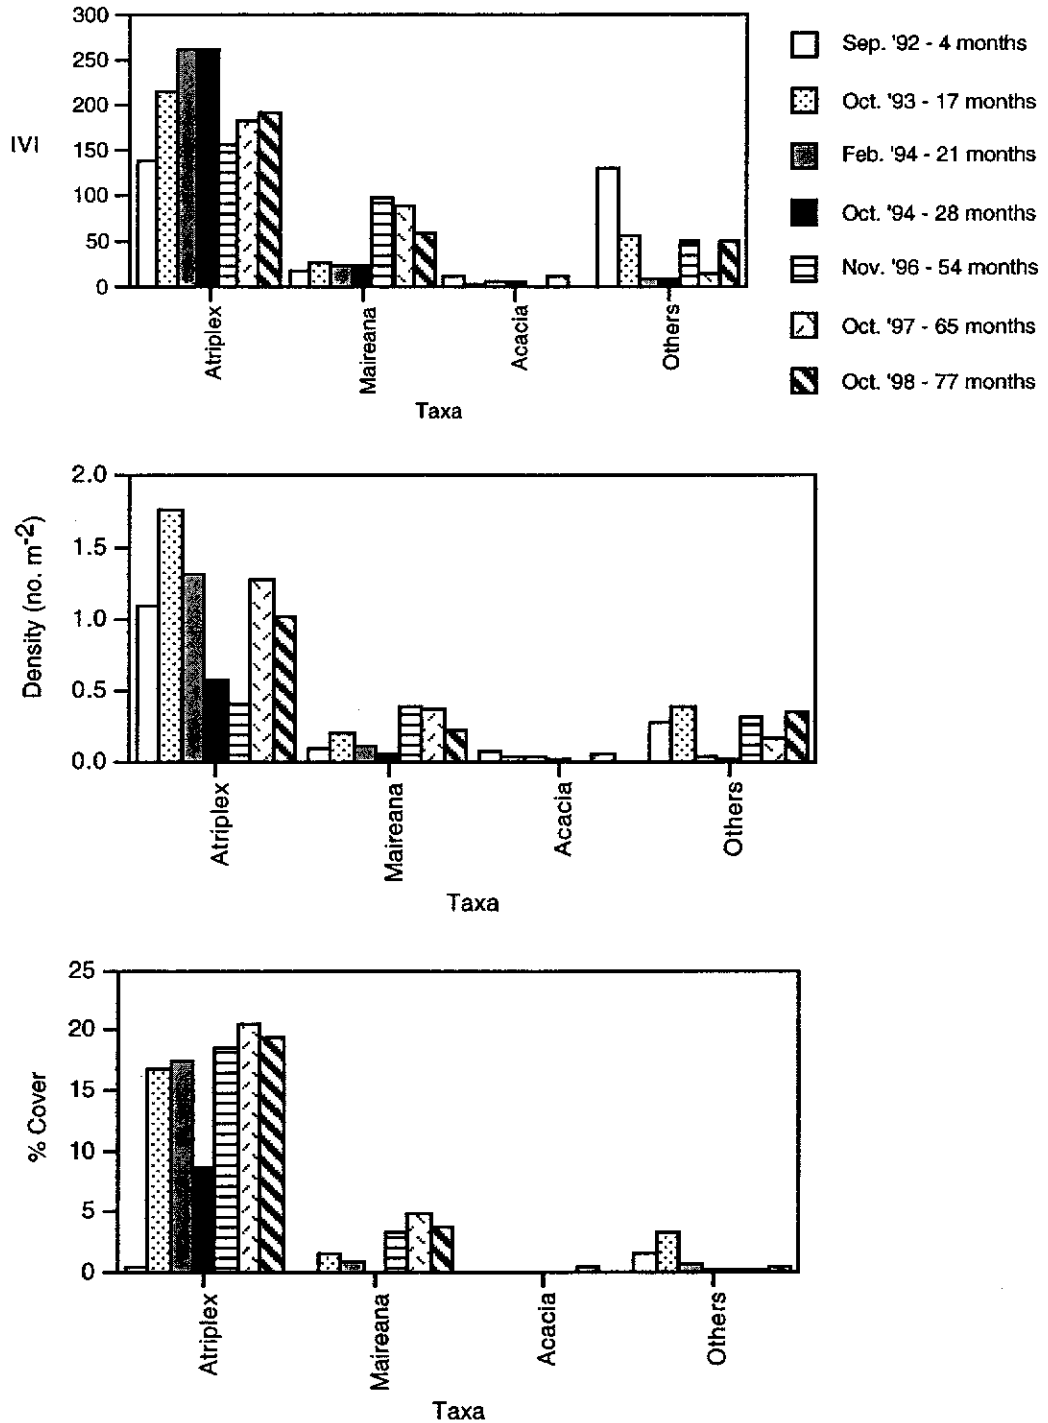 300
250
200
150
100
50
0
IVI
Atriplex
Maireana
Acacia
Others
Taxa
Sep. '92 - 4 months
Oct. '93 - 17 months
Feb. '94 - 21 months
Oct. '94 - 28 months
Nov. '96 - 54 months
Oct. '97 - 65 months
Oct. '98 - 77 months
2.0
1.5
1.0
0.5
0.0
Density (no. m-2)
Atriplex
Maireana
Acacia
Others
Taxa
25
20
15
10
5
0
% Cover
Atriplex
Maireana
Acacia
Others
Taxa